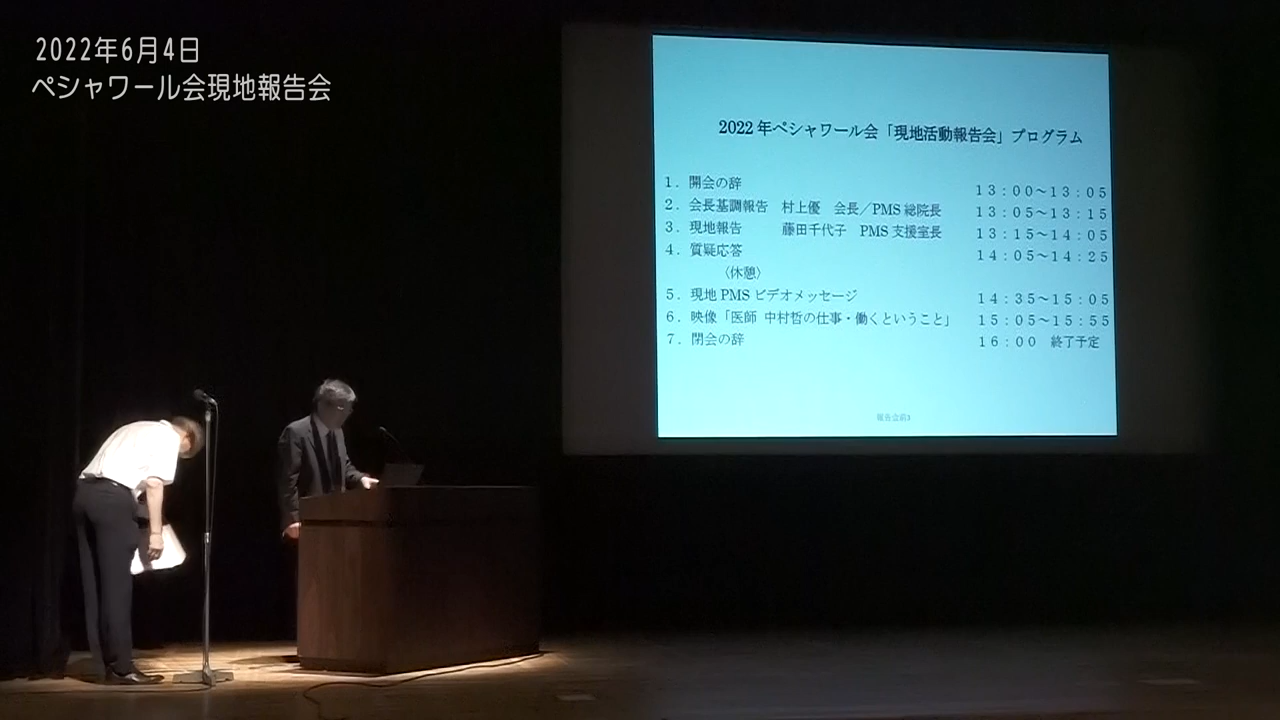 2022年6月4日
ペシャワール会現地報告会
2022年ペシャワール会「現地活動報告会」プログラム
１．開会の辞 １３：００～１３：０５
２．会長基調報告 村上優 会長／PMS総院長 １３：０５～１３：１５
３．現地報告 藤田千代子 PMS支援室長 １３：１５～１４：０５
４．質疑応答 １４：０５～１４：２５
〈休憩〉
５．現地PMSビデオメッセージ １４：３５～１５：０５
６．映像「医師 中村哲の仕事・働くということ」 １５：０５～１５：５５
７．閉会の辞 １６：００ 終了予定
報告会前3